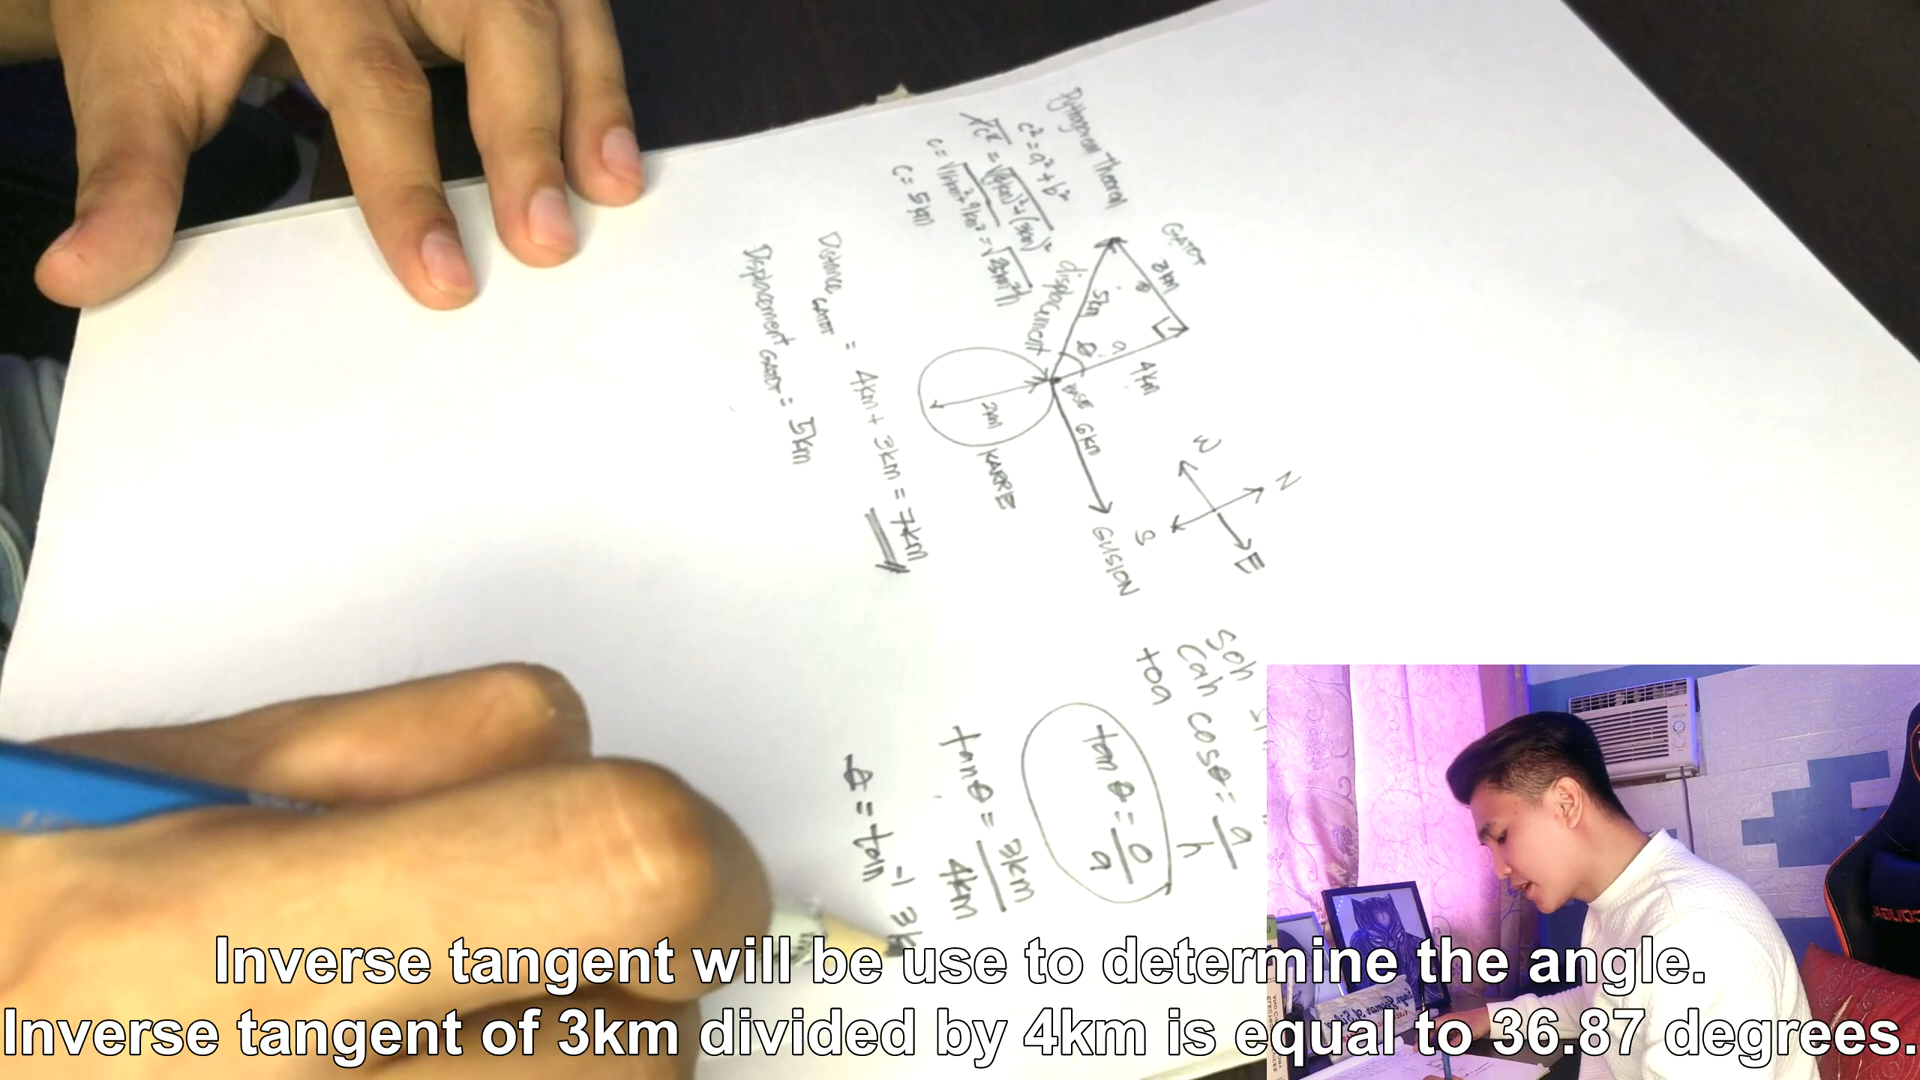 Pythagorean Theorem
c² = a² + b²
√c² = √(4km)² + (3km)²
c = √16km² + 9km² = √25km²
c = 5km
GATOT
3km
o
5km
displacement
θ
a
4km
BASE
6km
GUSION
2km
KARRIE
N
W
S
E
Distance GATOT = 4km + 3km = 7km
Displacement GATOT = 5km
soh
cah cosθ = a/h
toa
tan θ = o/a
tanθ = 3km/4km
θ = tan -1 3k
Inverse tangent will be use to determine the angle.
Inverse tangent of 3km divided by 4km is equal to 36.87 degrees.